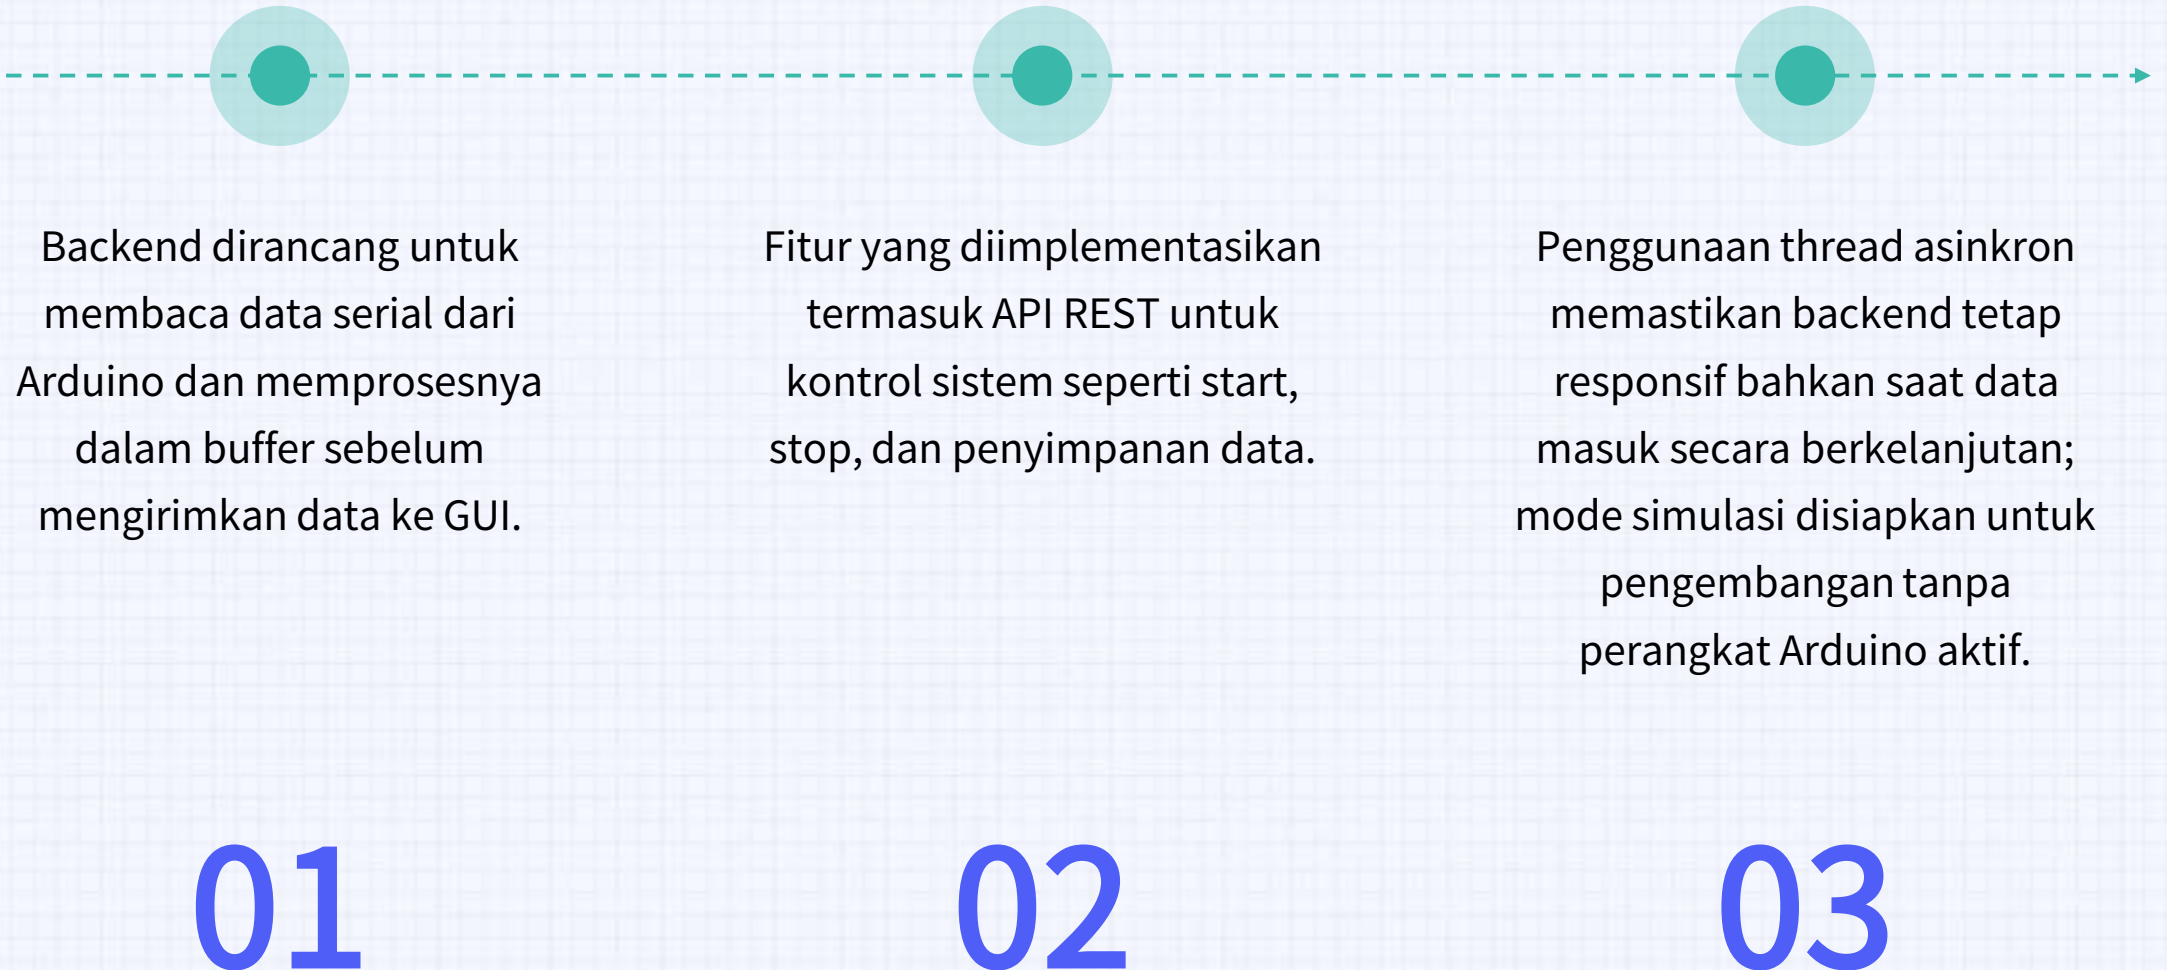 Backend dirancang untuk
membaca data serial dari
Arduino dan memprosesnya
dalam buffer sebelum
mengirimkan data ke GUI.
01
Fitur yang diimplementasikan
termasuk API REST untuk
kontrol sistem seperti start,
stop, dan penyimpanan data.
02
Penggunaan thread asinkron
memastikan backend tetap
responsif bahkan saat data
masuk secara berkelanjutan;
mode simulasi disiapkan untuk
pengembangan tanpa
perangkat Arduino aktif.
03